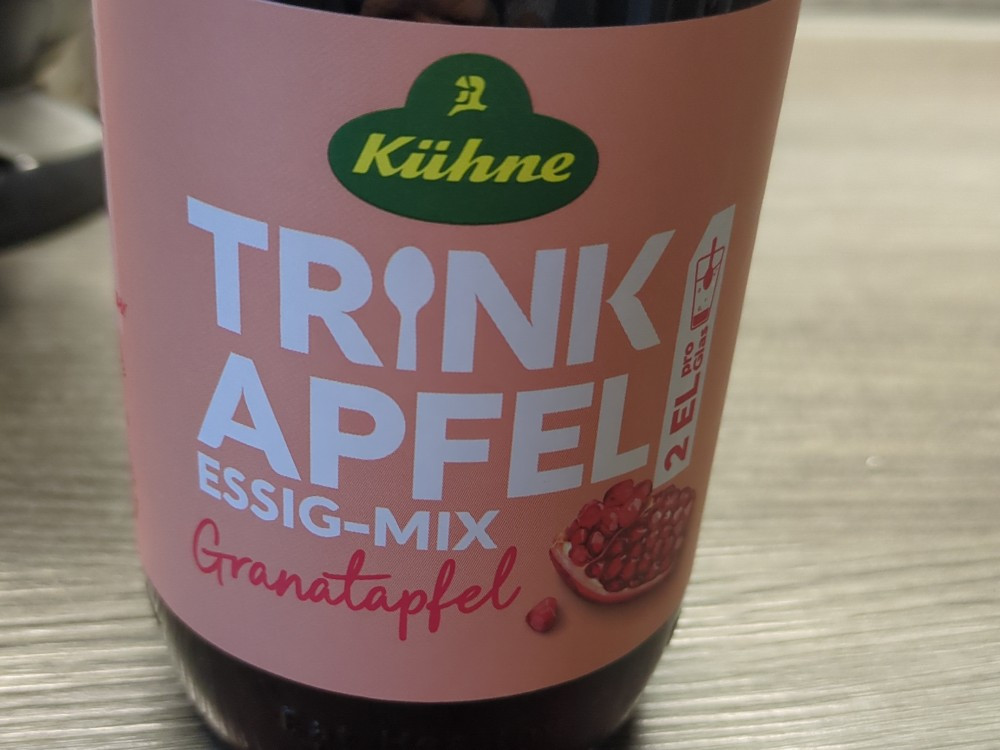 Kühne
TRINK
APFEL
ESSIG-MIX
Granatapfel
2 EL pro Glas